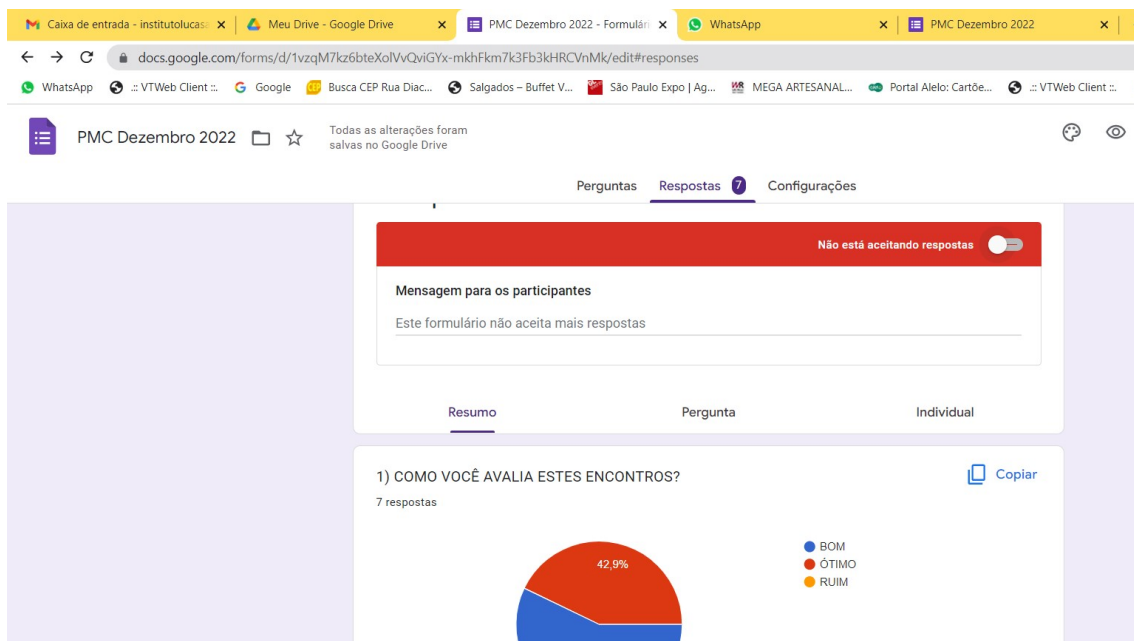 Caixa de entrada - institutolucasa
Meu Drive - Google Drive
PMC Dezembro 2022 - Formulári
WhatsApp
PMC Dezembro 2022
docs.google.com/forms/d/1vzqM7kz6bteXolVvQviGYx-mkhFkm7k3Fb3kHRCVnMk/edit#responses
WhatsApp
.:: VTWeb Client ::.
Google
Busca CEP Rua Diac...
Salgados – Buffet V...
São Paulo Expo | Ag...
MEGA ARTESANAL...
Portal Alelo: Cartõe...
.:: VTWeb Client ::.
PMC Dezembro 2022
Todas as alterações foram
salvas no Google Drive
Perguntas
Respostas 7
Configurações
Não está aceitando respostas
Mensagem para os participantes
Este formulário não aceita mais respostas
Resumo
Pergunta
Individual
1) COMO VOCÊ AVALIA ESTES ENCONTROS?
Copiar
7 respostas
42,9%
BOM
ÓTIMO
RUIM